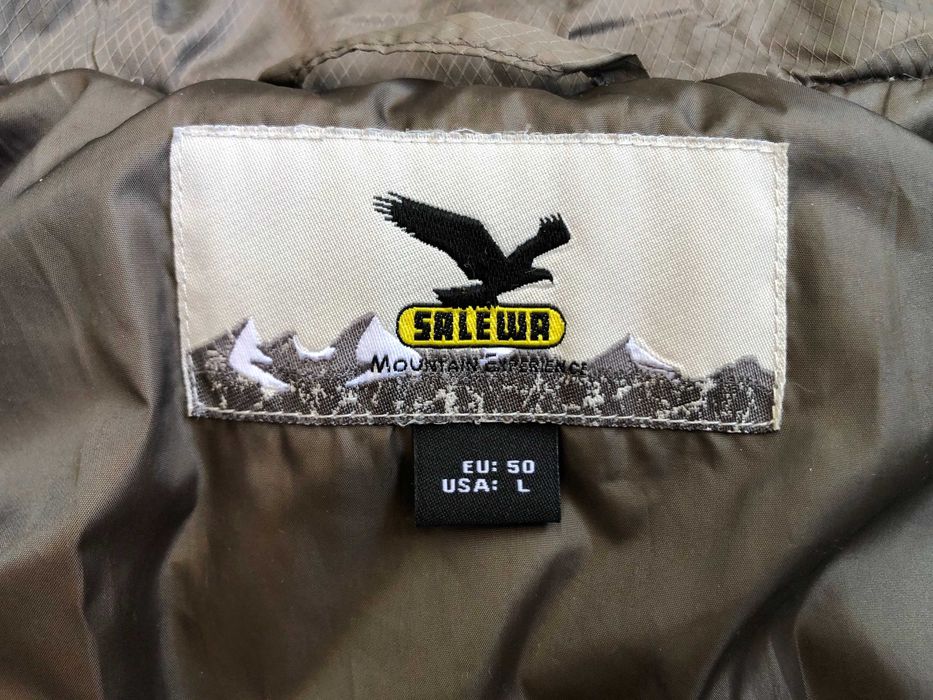 SALEWA
MOUNTAIN EXPERIENCE
EU: 50
USA: L